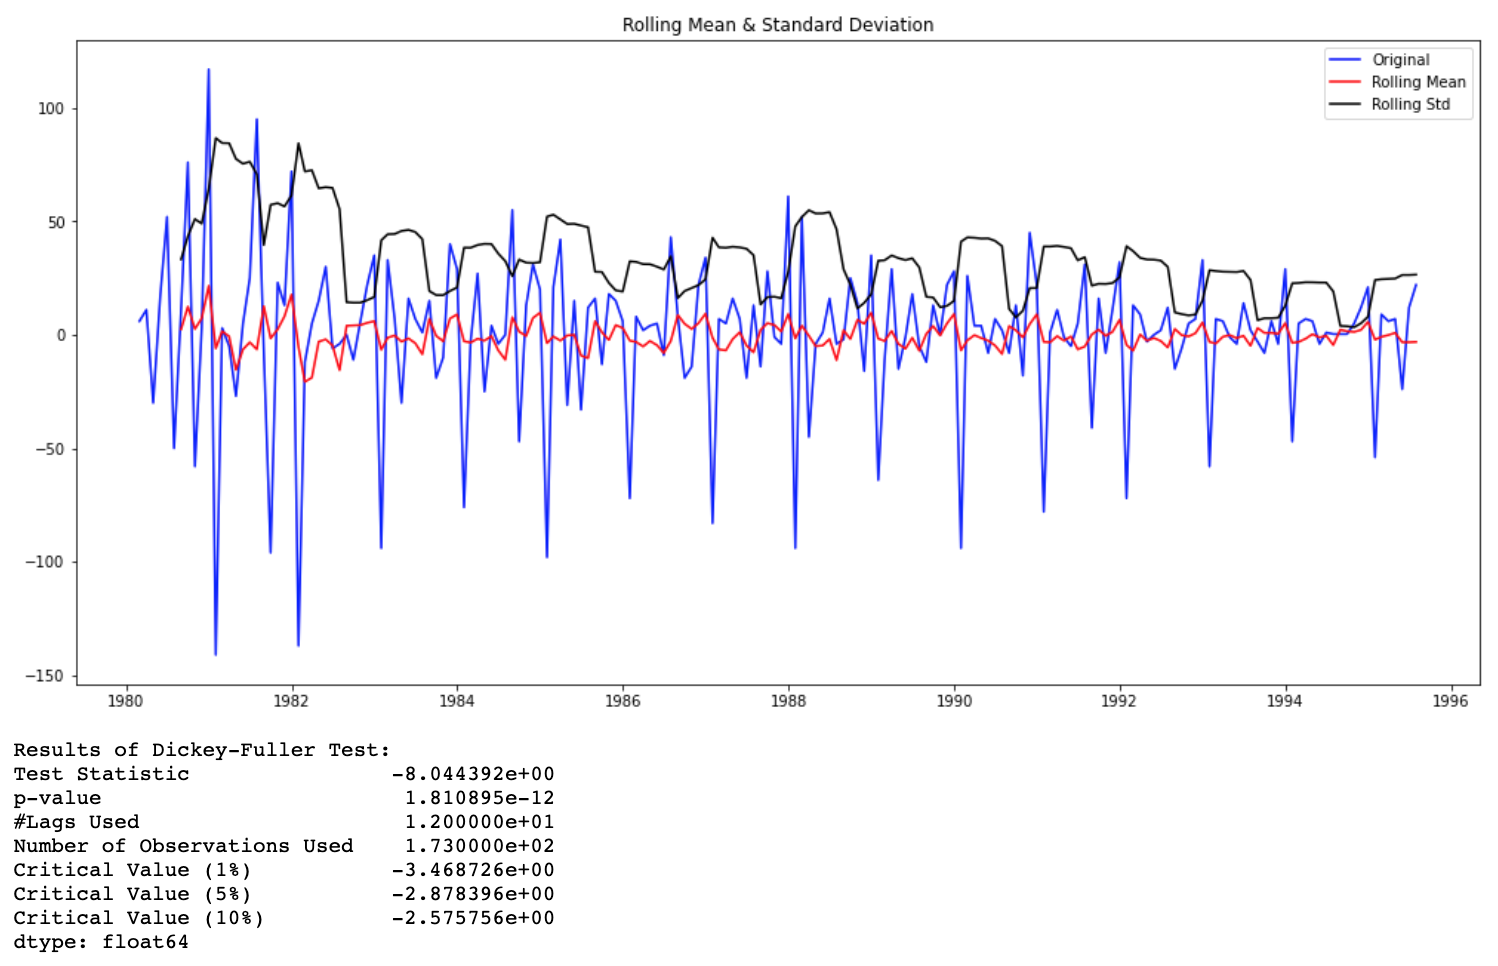 Rolling Mean & Standard Deviation
Original
Rolling Mean
Rolling Std
100
50
0
−50
−100
−150
1980 1982 1984 1986 1988 1990 1992 1994 1996
Results of Dickey-Fuller Test:
Test Statistic -8.044392e+00
p-value 1.810895e-12
#Lags Used 1.200000e+01
Number of Observations Used 1.730000e+02
Critical Value (1%) -3.468726e+00
Critical Value (5%) -2.878396e+00
Critical Value (10%) -2.575756e+00
dtype: float64